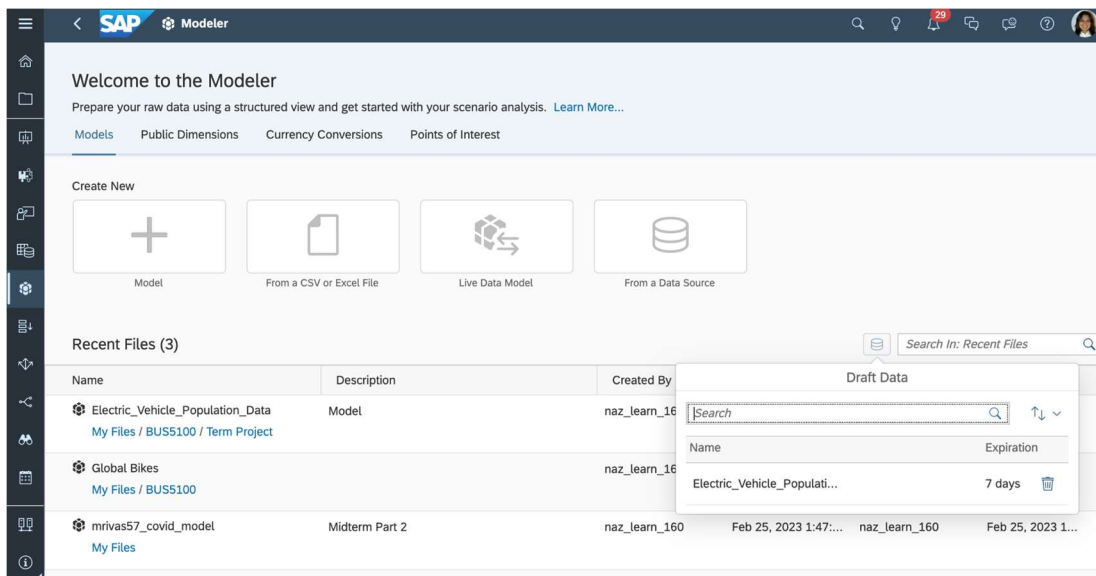 SAP Modeler
29
Welcome to the Modeler
Prepare your raw data using a structured view and get started with your scenario analysis. Learn More...
Models Public Dimensions Currency Conversions Points of Interest
Create New
Model From a CSV or Excel File Live Data Model From a Data Source
Recent Files (3) Search In: Recent Files
Name Description Created By
Electric_Vehicle_Population_Data Model naz_learn_16
My Files / BUS5100 / Term Project
Global Bikes naz_learn_16
My Files / BUS5100
mrivas57_covid_model Midterm Part 2 naz_learn_160 Feb 25, 2023 1:47:... naz_learn_160 Feb 25, 2023 1...
My Files
Draft Data
Search
Name Expiration
Electric_Vehicle_Populati... 7 days